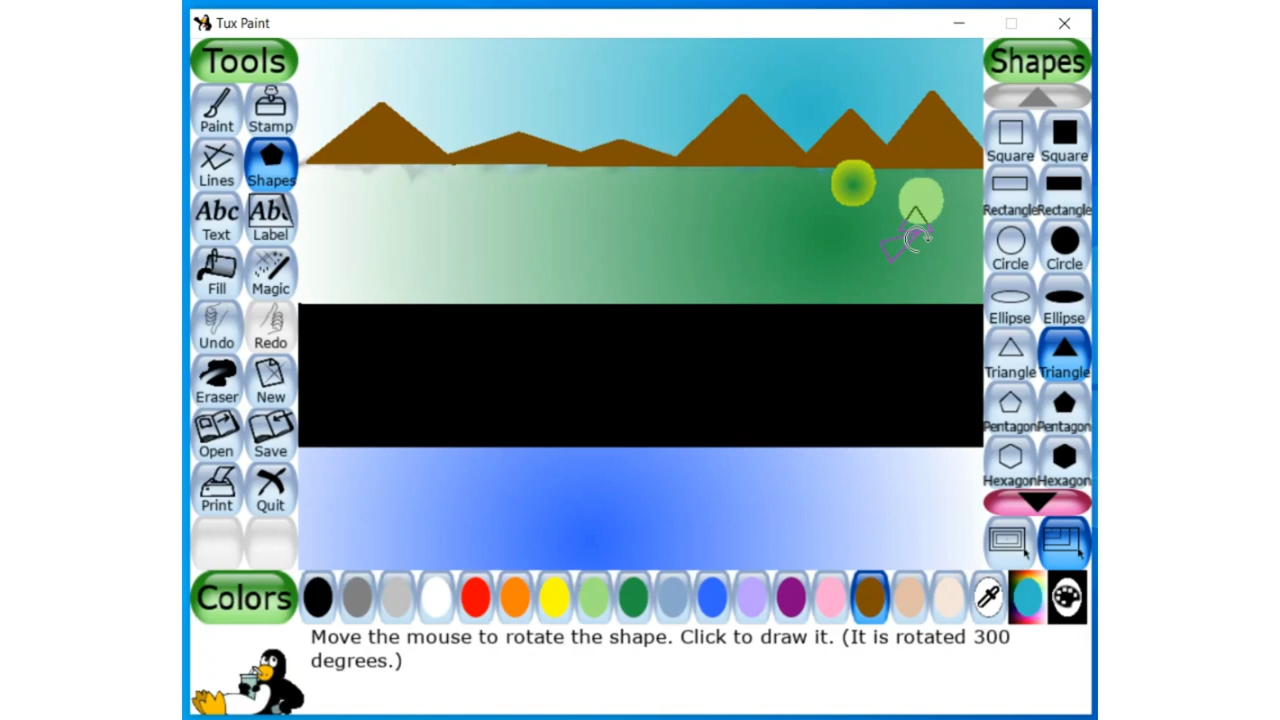 Tux Paint
Tools
Shapes
Paint
Stamp
Square
Square
Lines
Shapes
Rectangle
Rectangle
Abc
Text
Abc
Label
Circle
Circle
Fill
Magic
Ellipse
Ellipse
Undo
Redo
Triangle
Triangle
Eraser
New
Pentagon
Pentagon
Open
Save
Hexagon
Hexagon
Print
Quit
Colors
Move the mouse to rotate the shape. Click to draw it. (It is rotated 300
degrees.)